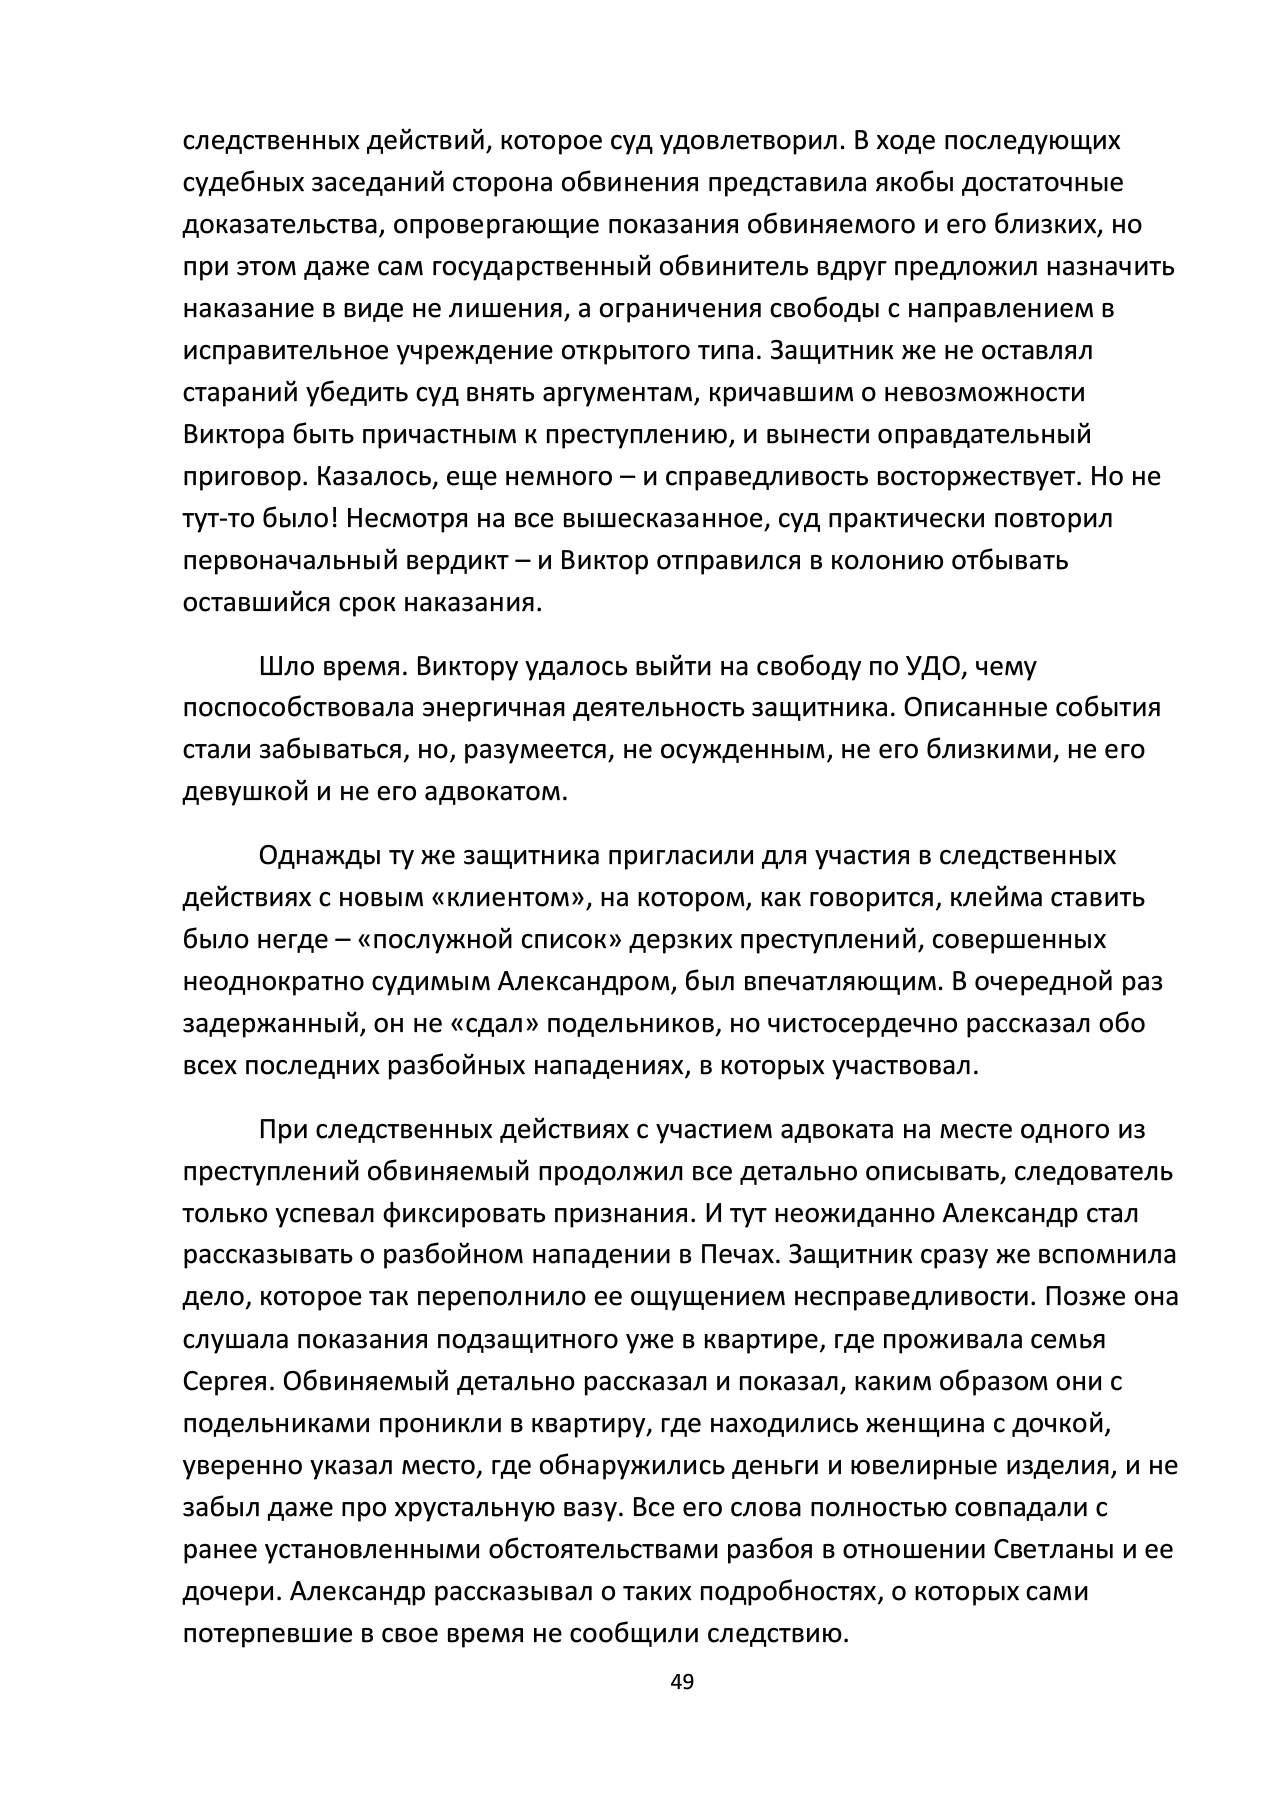 следственных действий, которое суд удовлетворил. В ходе последующих
судебных заседаний сторона обвинения представила якобы достаточные
доказательства, опровергающие показания обвиняемого и его близких, но
при этом даже сам государственный обвинитель вдруг предложил назначить
наказание в виде не лишения, а ограничения свободы с направлением в
исправительное учреждение открытого типа. Защитник же не оставлял
стараний убедить суд внять аргументам, кричавшим о невозможности
Виктора быть причастным к преступлению, и вынести оправдательный
приговор. Казалось, еще немного – и справедливость восторжествует. Но не
тут-то было! Несмотря на все вышесказанное, суд практически повторил
первоначальный вердикт – и Виктор отправился в колонию отбывать
оставшийся срок наказания.
Шло время. Виктору удалось выйти на свободу по УДО, чему
поспособствовала энергичная деятельность защитника. Описанные события
стали забываться, но, разумеется, не осужденным, не его близкими, не его
девушкой и не его адвокатом.
Однажды ту же защитника пригласили для участия в следственных
действиях с новым «клиентом», на котором, как говорится, клейма ставить
было негде – «послужной список» дерзких преступлений, совершенных
неоднократно судимым Александром, был впечатляющим. В очередной раз
задержанный, он не «сдал» подельников, но чистосердечно рассказал обо
всех последних разбойных нападениях, в которых участвовал.
При следственных действиях с участием адвоката на месте одного из
преступлений обвиняемый продолжил все детально описывать, следователь
только успевал фиксировать признания. И тут неожиданно Александр стал
рассказывать о разбойном нападении в Печах. Защитник сразу же вспомнила
дело, которое так переполнило ее ощущением несправедливости. Позже она
слушала показания подзащитного уже в квартире, где проживала семья
Сергея. Обвиняемый детально рассказал и показал, каким образом они с
подельниками проникли в квартиру, где находились женщина с дочкой,
уверенно указал место, где обнаружились деньги и ювелирные изделия, и не
забыл даже про хрустальную вазу. Все его слова полностью совпадали с
ранее установленными обстоятельствами разбоя в отношении Светланы и ее
дочери. Александр рассказывал о таких подробностях, о которых сами
потерпевшие в свое время не сообщили следствию.
49